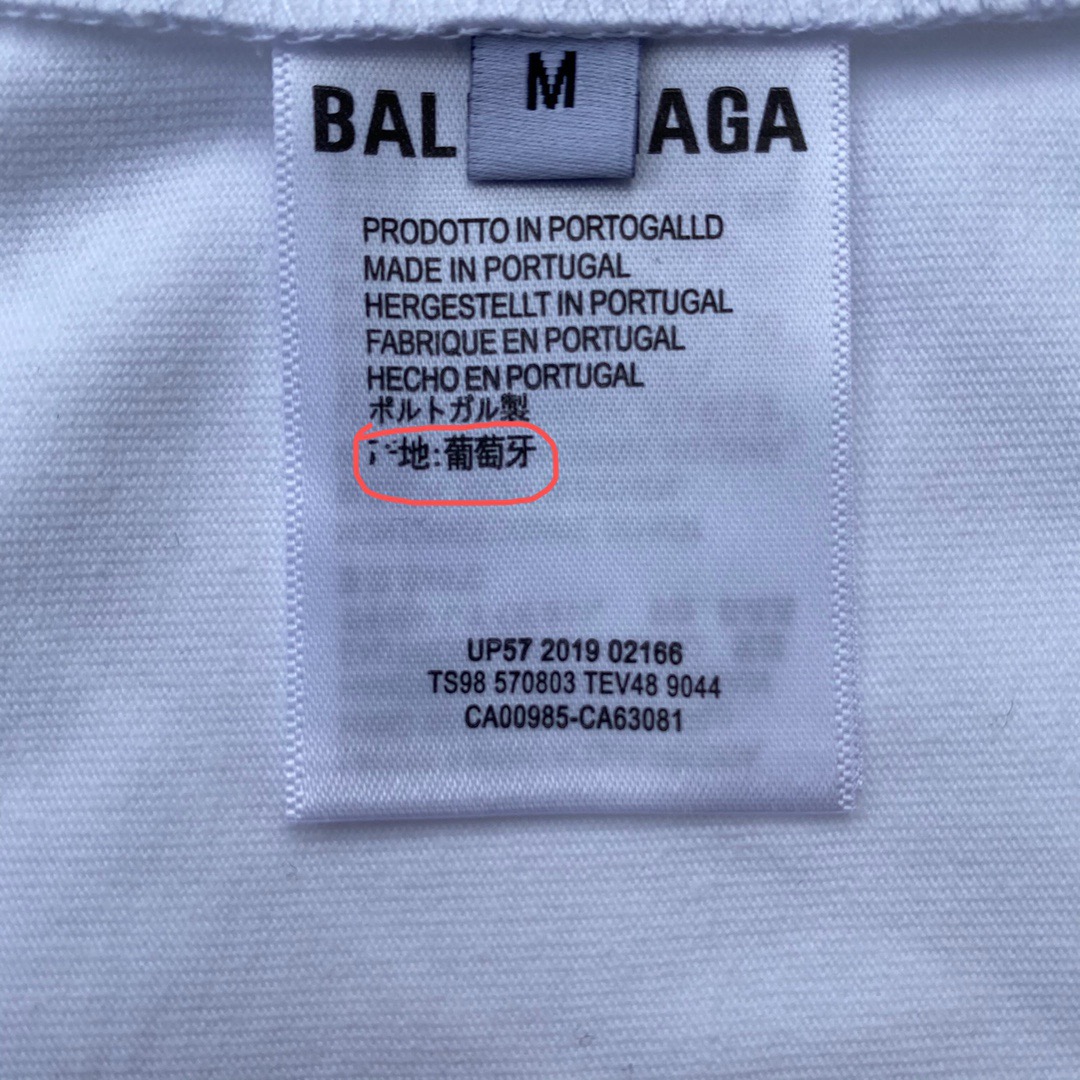 M
BAL AGA
PRODOTTO IN PORTOGALLD
MADE IN PORTUGAL
HERGESTELLT IN PORTUGAL
FABRIQUE EN PORTUGAL
HECHO EN PORTUGAL
ポルトガル製
地:葡萄牙
UP57 2019 02166
TS98 570803 TEV48 9044
CA00985-CA63081